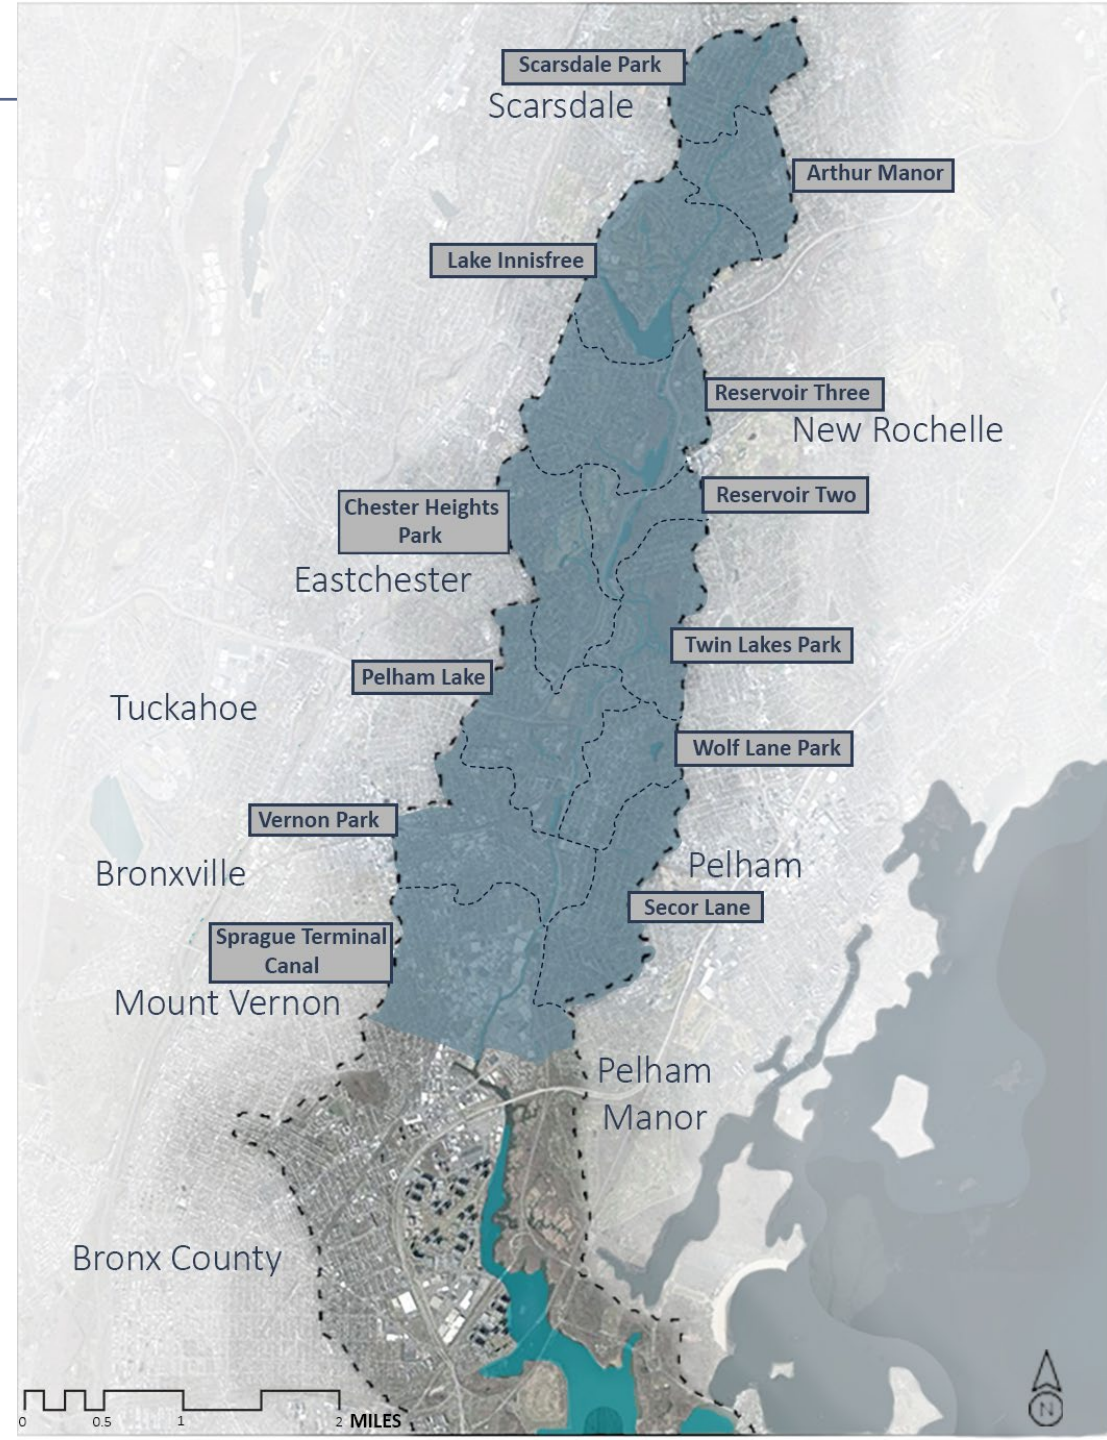 Scarsdale Park
Scarsdale
Arthur Manor
Lake Innisfree
Reservoir Three
New Rochelle
Reservoir Two
Chester Heights
Park
Eastchester
Twin Lakes Park
Pelham Lake
Tuckahoe
Wolf Lane Park
Vernon Park
Pelham
Bronxville
Secor Lane
Sprague Terminal
Canal
Mount Vernon
Pelham
Manor
Bronx County
N
0 0.5 1 2 MILES